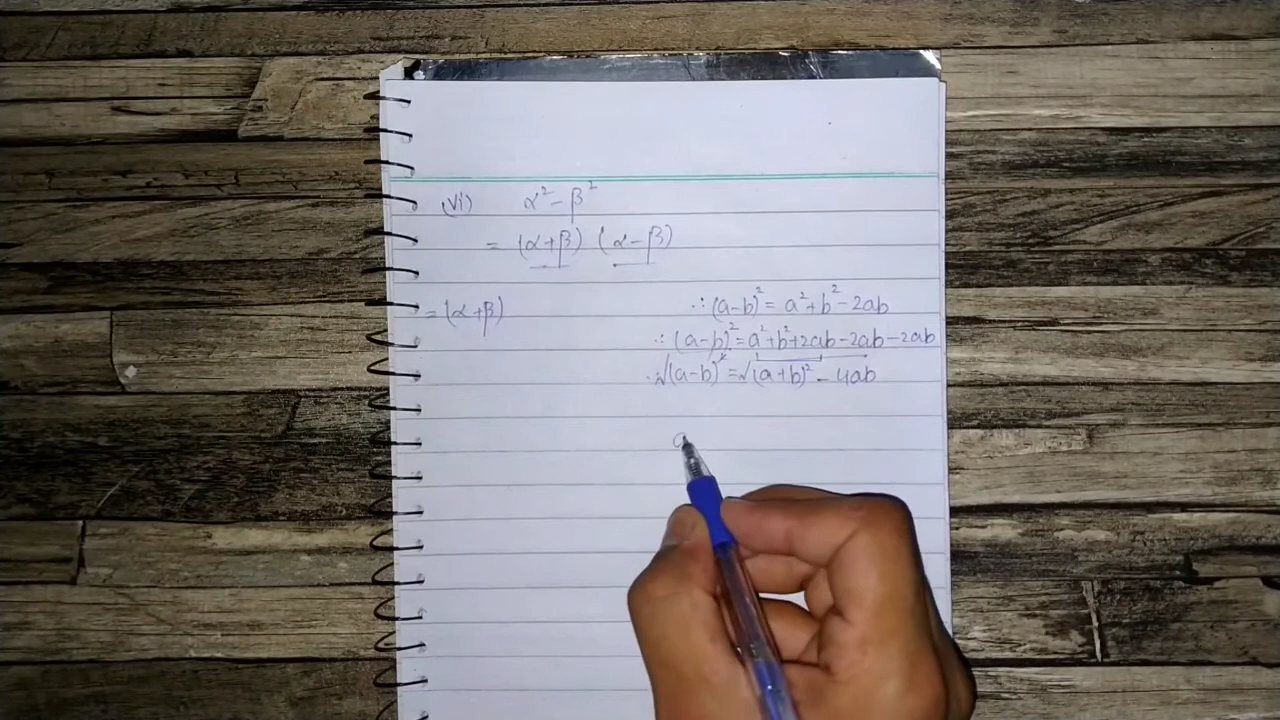 (vi) α² - β²
= (α+β) (α-β)
= (α+β)
∴ (a-b)² = a²+b²-2ab
∴ (a-b)² = a²+b²+2ab-2ab-2ab
∴ √(a-b)² = √(a+b)² - 4ab
a